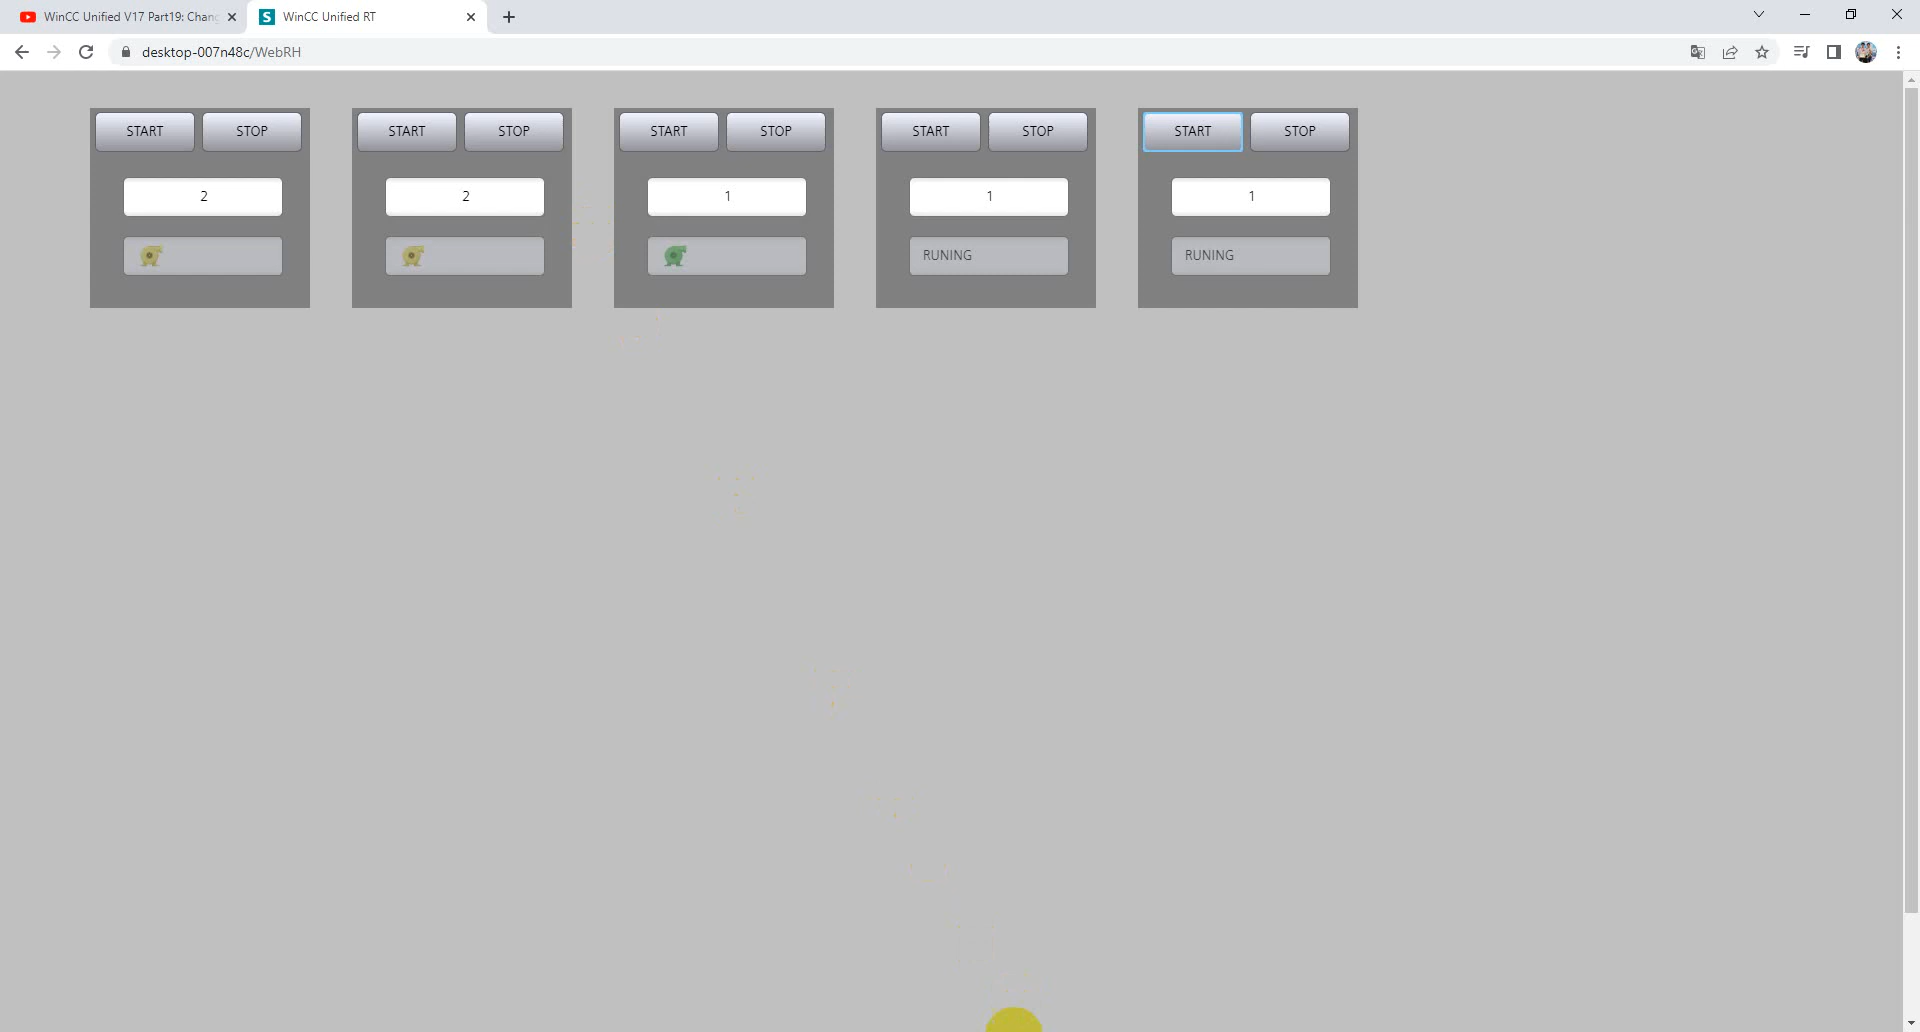 WinCC Unified V17 Part19: Chang
WinCC Unified RT
desktop-007n48c/WebRH
START STOP START STOP START STOP START STOP START STOP
2 2 1 1 1
RUNING RUNING